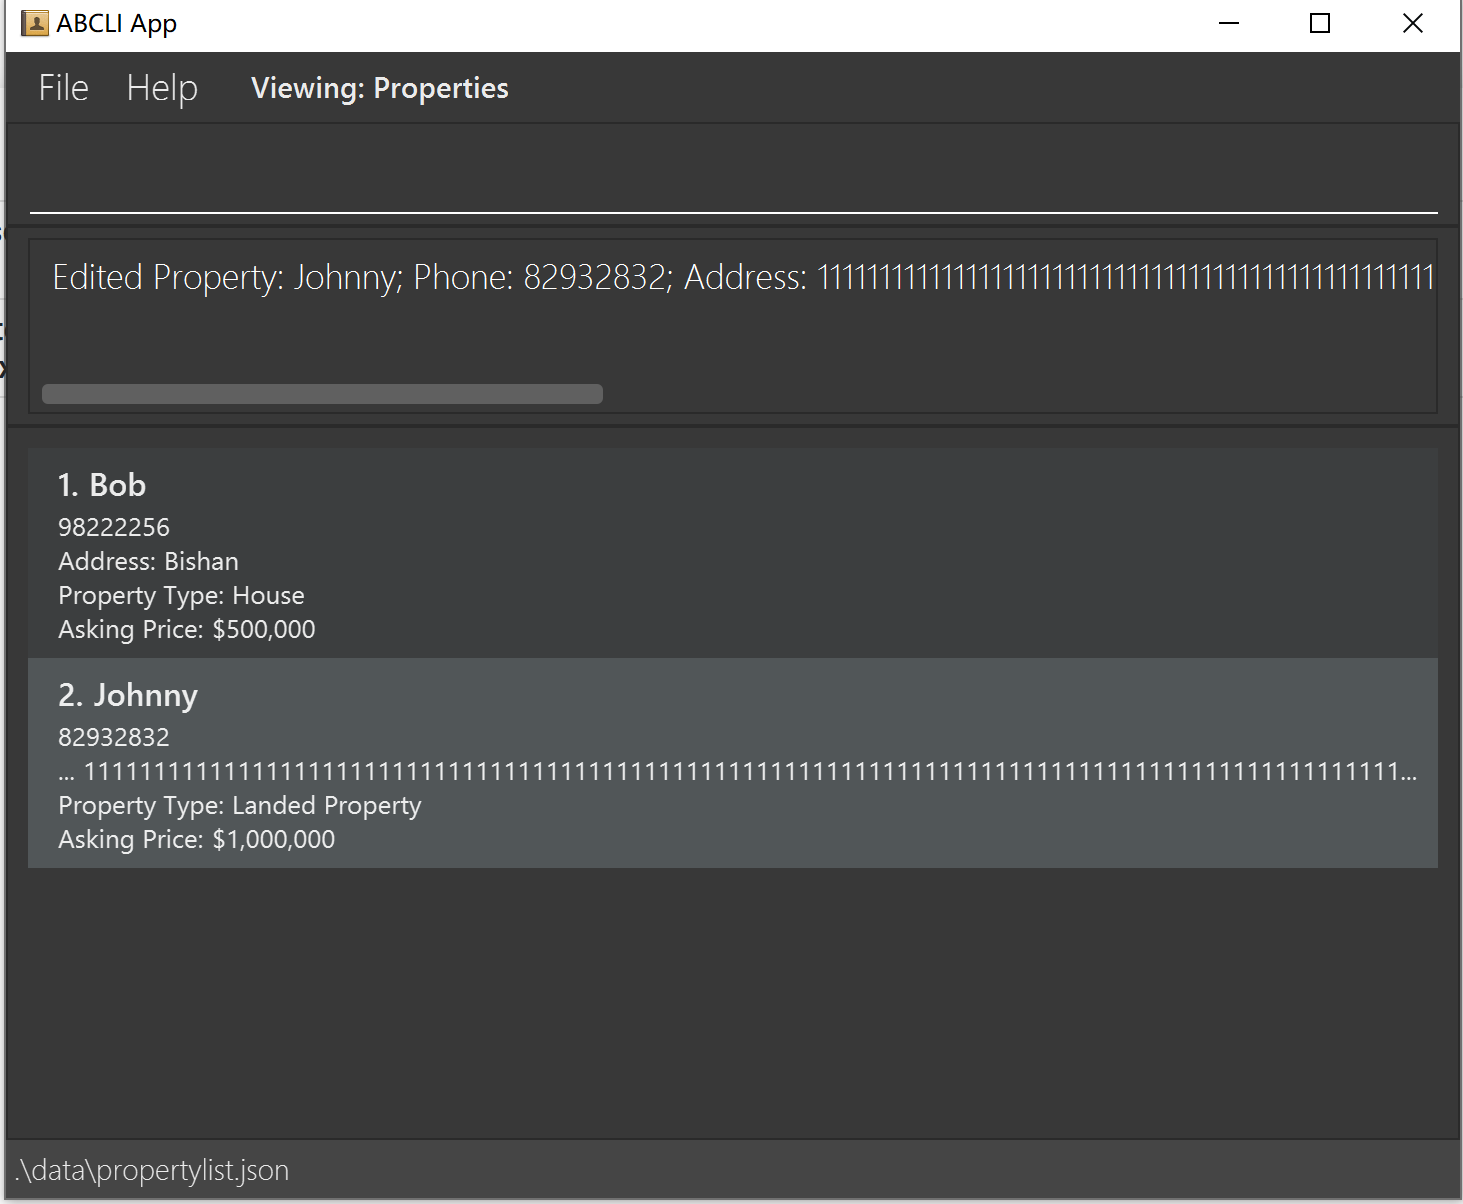 ABCLI App
File Help Viewing: Properties
Edited Property: Johnny; Phone: 82932832; Address: 111111111111111111111111111111111111111111111111111
1. Bob
98222256
Address: Bishan
Property Type: House
Asking Price: $500,000
2. Johnny
82932832
... 1111111111111111111111111111111111111111111111111111111111111111111111111111111111111111111111...
Property Type: Landed Property
Asking Price: $1,000,000
.\data\propertylist.json